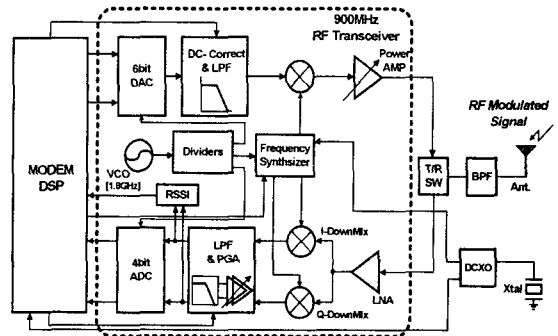 900MHz
RF Transceiver
6bit
DAC
DC- Correct
& LPF
Power
AMP
RF Modulated
Signal
MODEM
DSP
VCO
[1.8GHz]
Dividers
Frequency
Synthsizer
T/R
SW
BPF
Ant.
RSSI
4bit
ADC
LPF
& PGA
I-DownMix
Q-DownMix
LNA
DCXO
Xtal